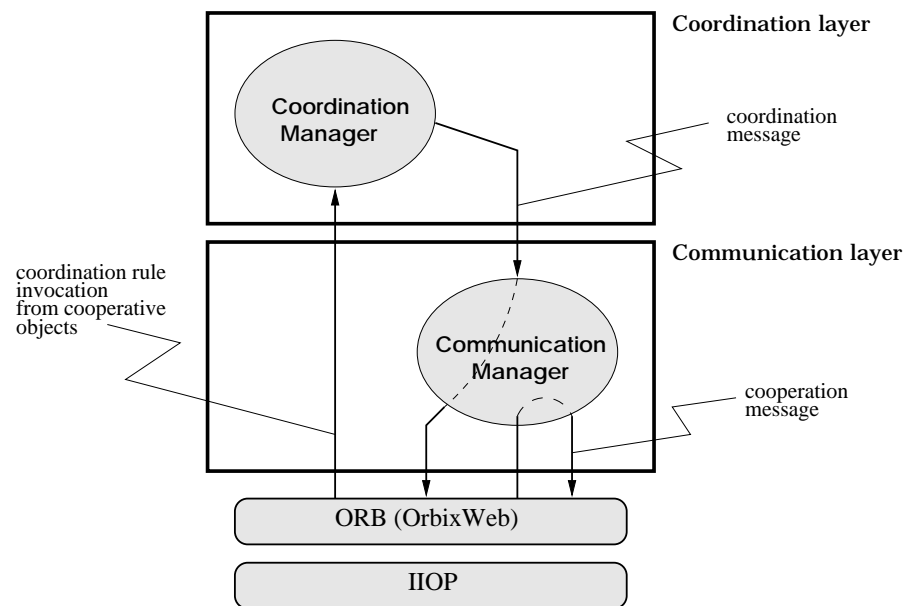 Coordination layer
Coordination
Manager
coordination
message
Communication layer
coordination rule
invocation
from cooperative
objects
Communication
Manager
cooperation
message
ORB (OrbixWeb)
IIOP